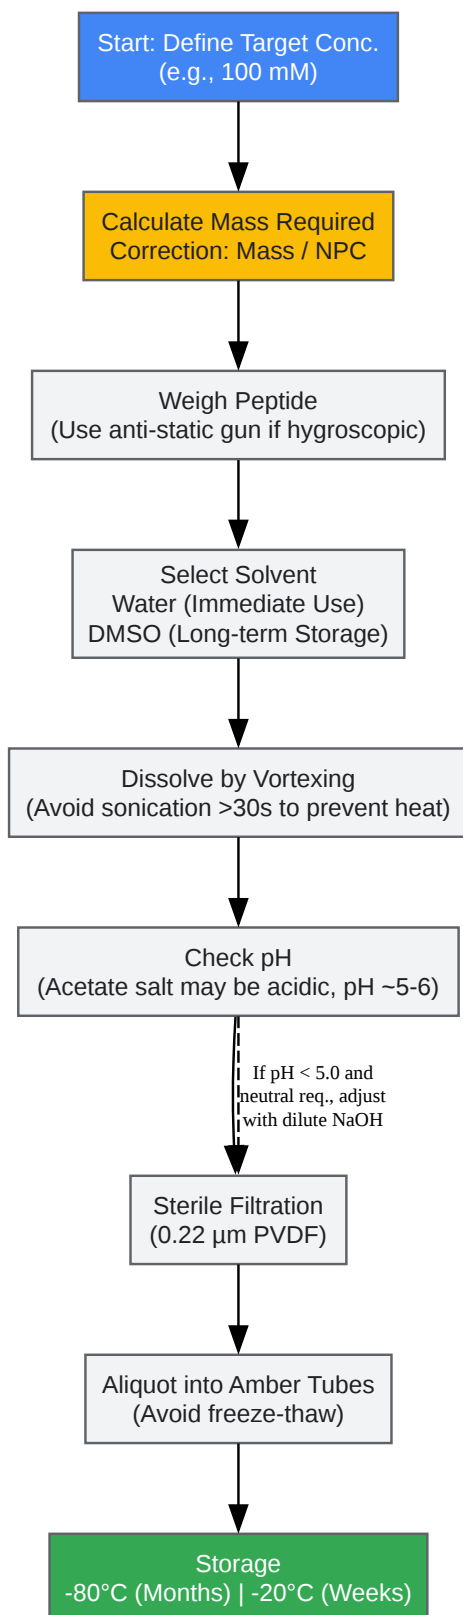 Start: Define Target Conc.
(e.g., 100 mM)
Calculate Mass Required
Correction: Mass / NPC
Weigh Peptide
(Use anti-static gun if hygroscopic)
Select Solvent
Water (Immediate Use)
DMSO (Long-term Storage)
Dissolve by Vortexing
(Avoid sonication >30s to prevent heat)
Check pH
(Acetate salt may be acidic, pH ~5-6)
If pH < 5.0 and
neutral req., adjust
with dilute NaOH
Sterile Filtration
(0.22 µm PVDF)
Aliquot into Amber Tubes
(Avoid freeze-thaw)
Storage
-80°C (Months) | -20°C (Weeks)